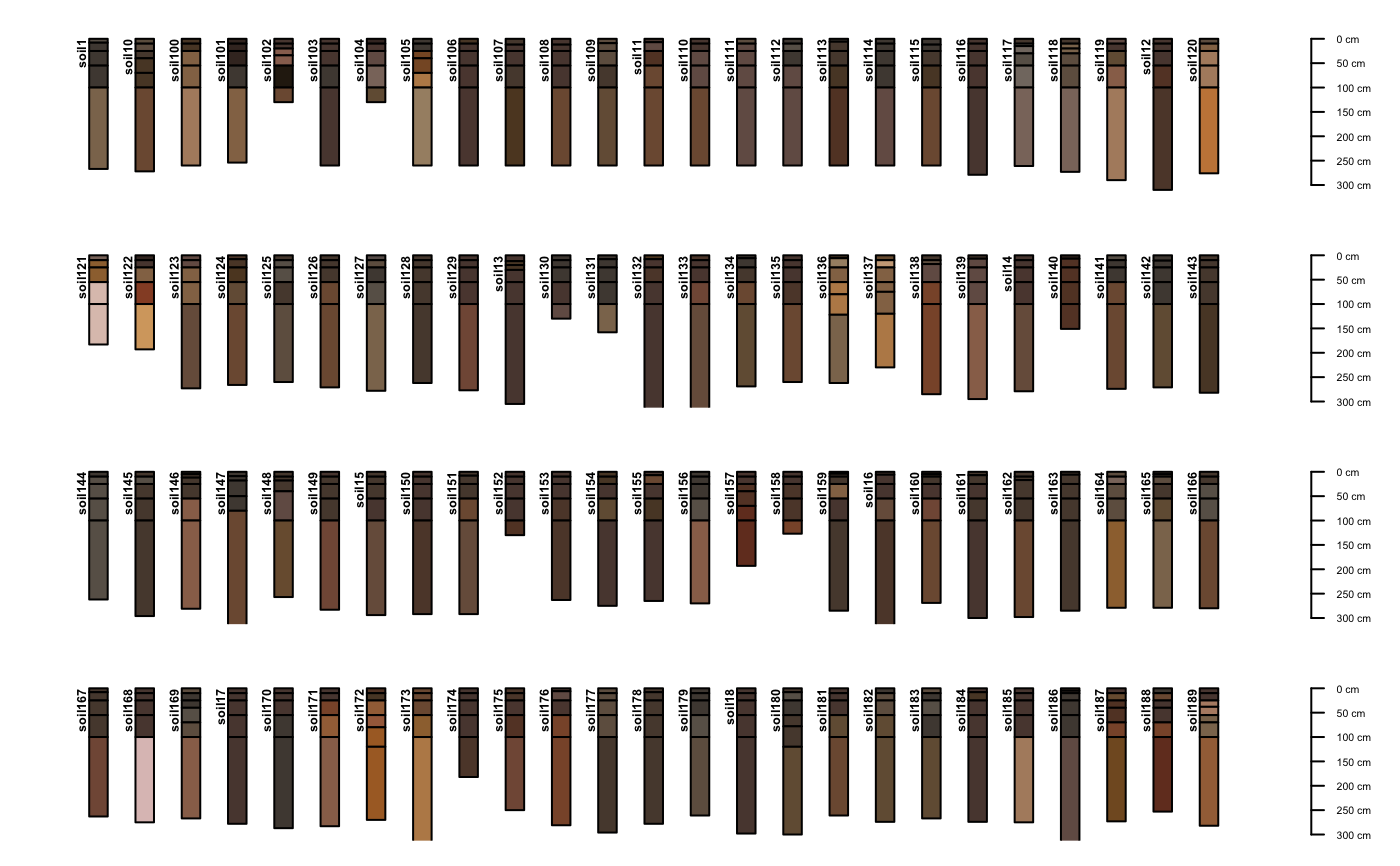 soil1 soil10 soil100 soil101 soil102 soil103 soil104 soil105 soil106 soil107 soil108 soil109 soil11 soil110 soil111 soil112 soil113 soil114 soil115 soil116 soil117 soil118 soil119 soil12 soil120
0 cm
50 cm
100 cm
150 cm
200 cm
250 cm
300 cm
soil121 soil122 soil123 soil124 soil125 soil126 soil127 soil128 soil129 soil13 soil130 soil131 soil132 soil133 soil134 soil135 soil136 soil137 soil138 soil139 soil14 soil140 soil141 soil142 soil143
0 cm
50 cm
100 cm
150 cm
200 cm
250 cm
300 cm
soil144 soil145 soil146 soil147 soil148 soil149 soil15 soil150 soil151 soil152 soil153 soil154 soil155 soil156 soil157 soil158 soil159 soil16 soil160 soil161 soil162 soil163 soil164 soil165 soil166
0 cm
50 cm
100 cm
150 cm
200 cm
250 cm
300 cm
soil167 soil168 soil169 soil17 soil170 soil171 soil172 soil173 soil174 soil175 soil176 soil177 soil178 soil179 soil18 soil180 soil181 soil182 soil183 soil184 soil185 soil186 soil187 soil188 soil189
0 cm
50 cm
100 cm
150 cm
200 cm
250 cm
300 cm